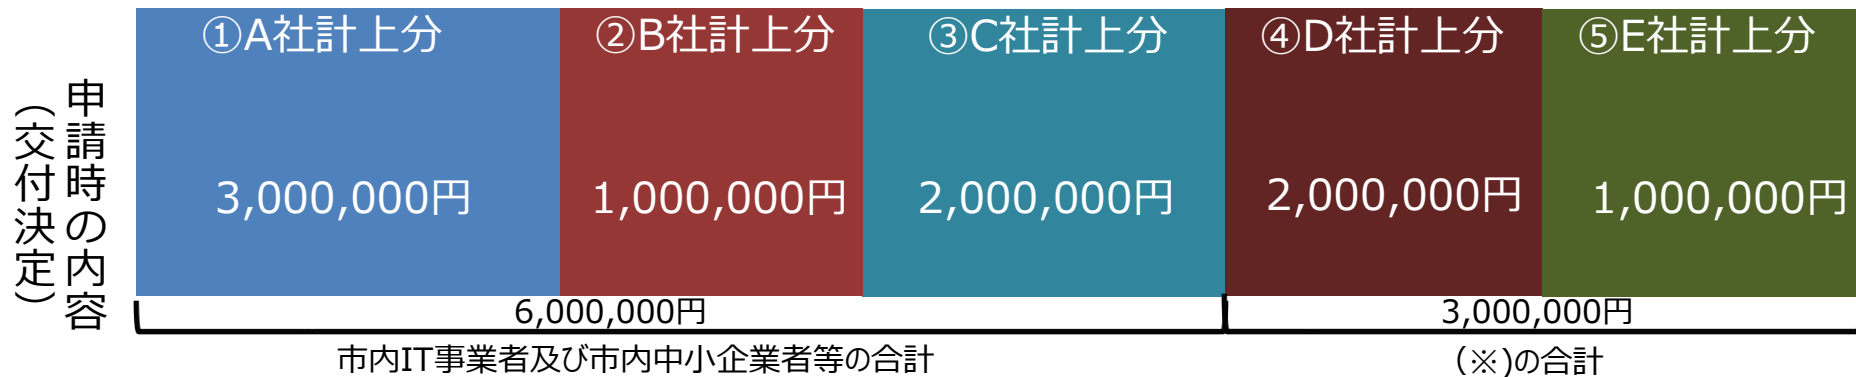 申請時の内容
（交付決定）
①A社計上分
3,000,000円
②B社計上分
1,000,000円
③C社計上分
2,000,000円
④D社計上分
2,000,000円
⑤E社計上分
1,000,000円
6,000,000円
市内IT事業者及び市内中小企業者等の合計
3,000,000円
（※）の合計